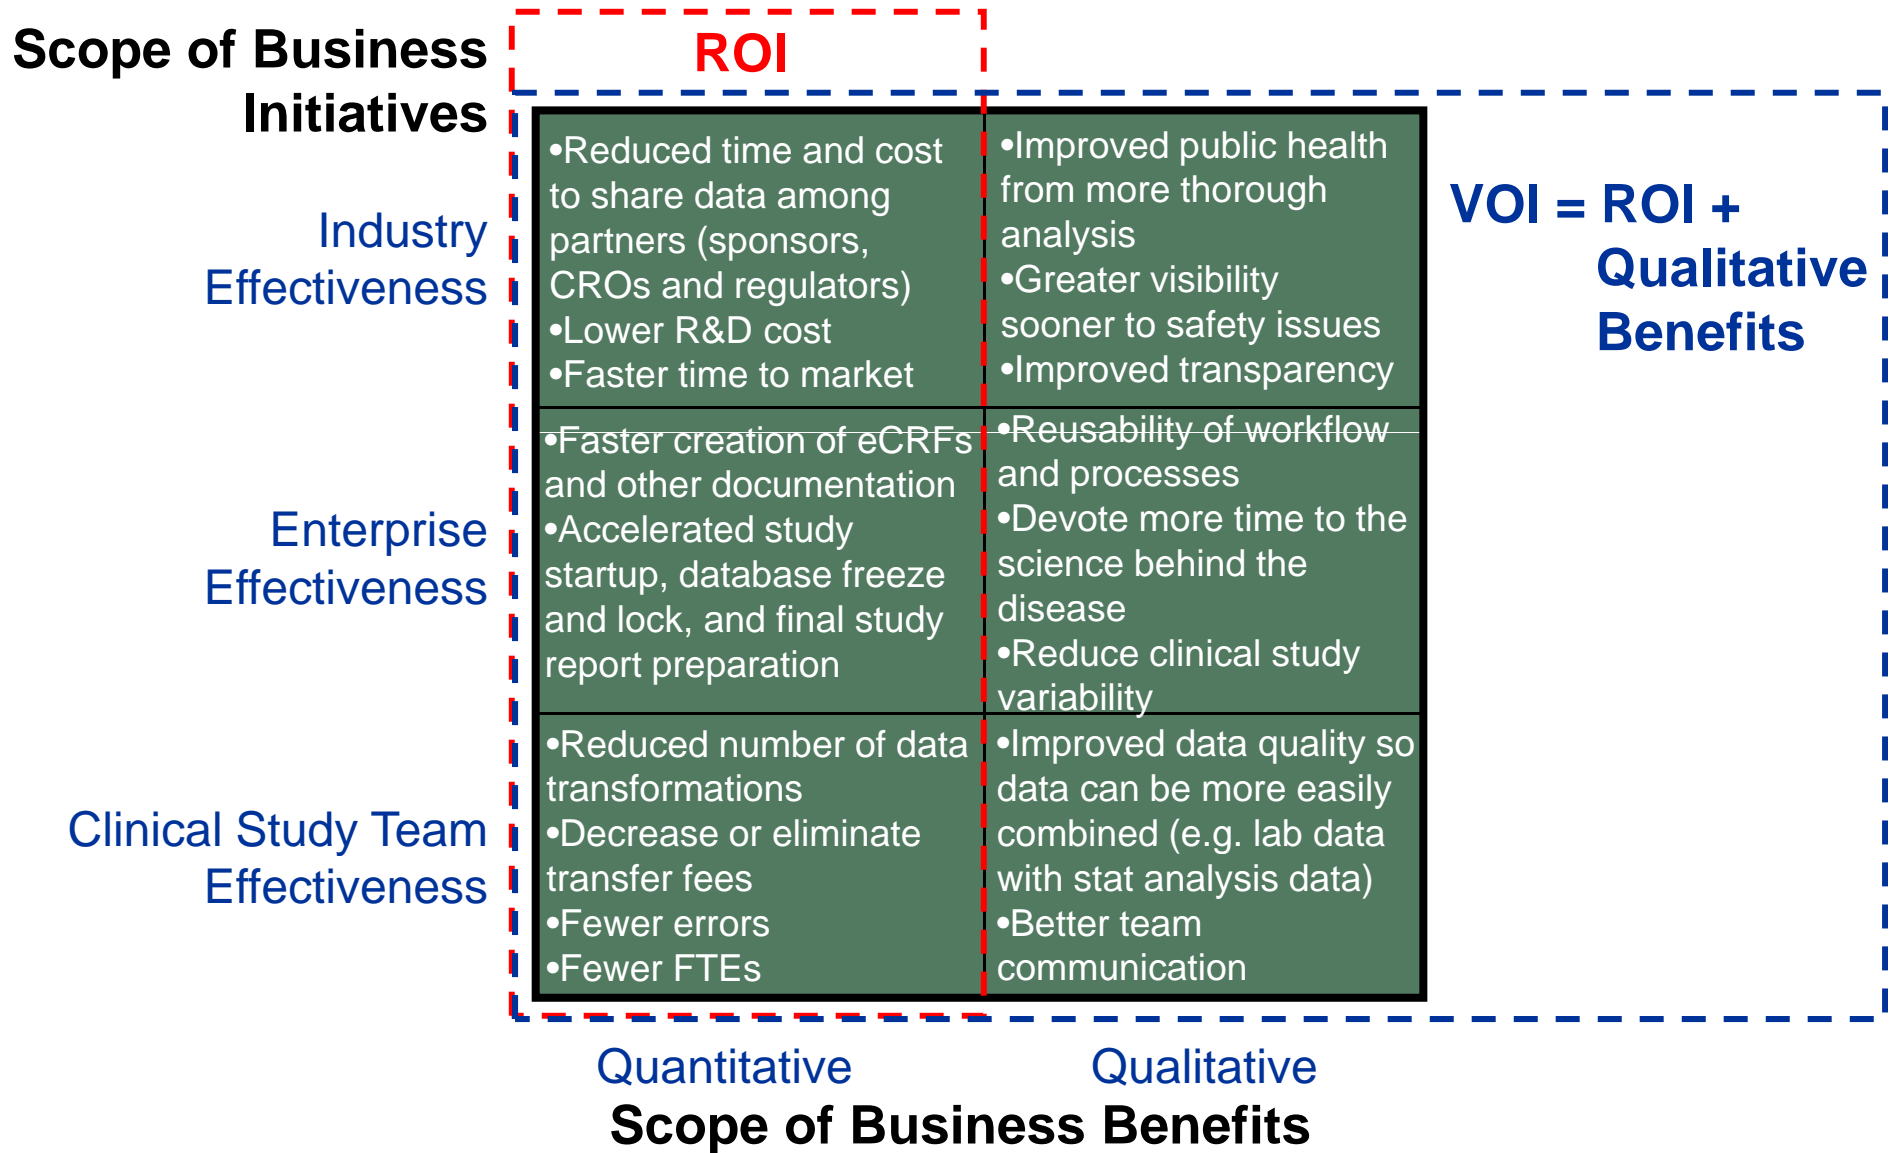 Scope of Business
Initiatives
ROI
Industry
Effectiveness
•Reduced time and cost
to share data among
partners (sponsors,
CROs and regulators)
•Lower R&D cost
•Faster time to market
•Improved public health
from more thorough
analysis
•Greater visibility
sooner to safety issues
•Improved transparency
VOI = ROI +
Qualitative
Benefits
Enterprise
Effectiveness
•Faster creation of eCRFs
and other documentation
•Accelerated study
startup, database freeze
and lock, and final study
report preparation
•Reusability of workflow
and processes
•Devote more time to the
science behind the
disease
•Reduce clinical study
variability
Clinical Study Team
Effectiveness
•Reduced number of data
transformations
•Decrease or eliminate
transfer fees
•Fewer errors
•Fewer FTEs
•Improved data quality so
data can be more easily
combined (e.g. lab data
with stat analysis data)
•Better team
communication
Quantitative
Qualitative
Scope of Business Benefits